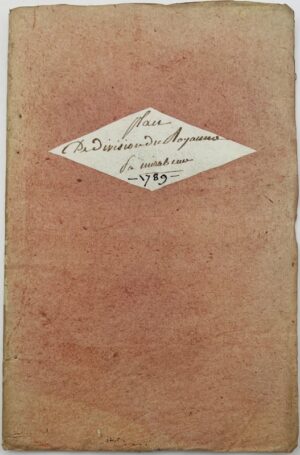 plan
De division du Royaume
Par mirabeau
— 1789 —